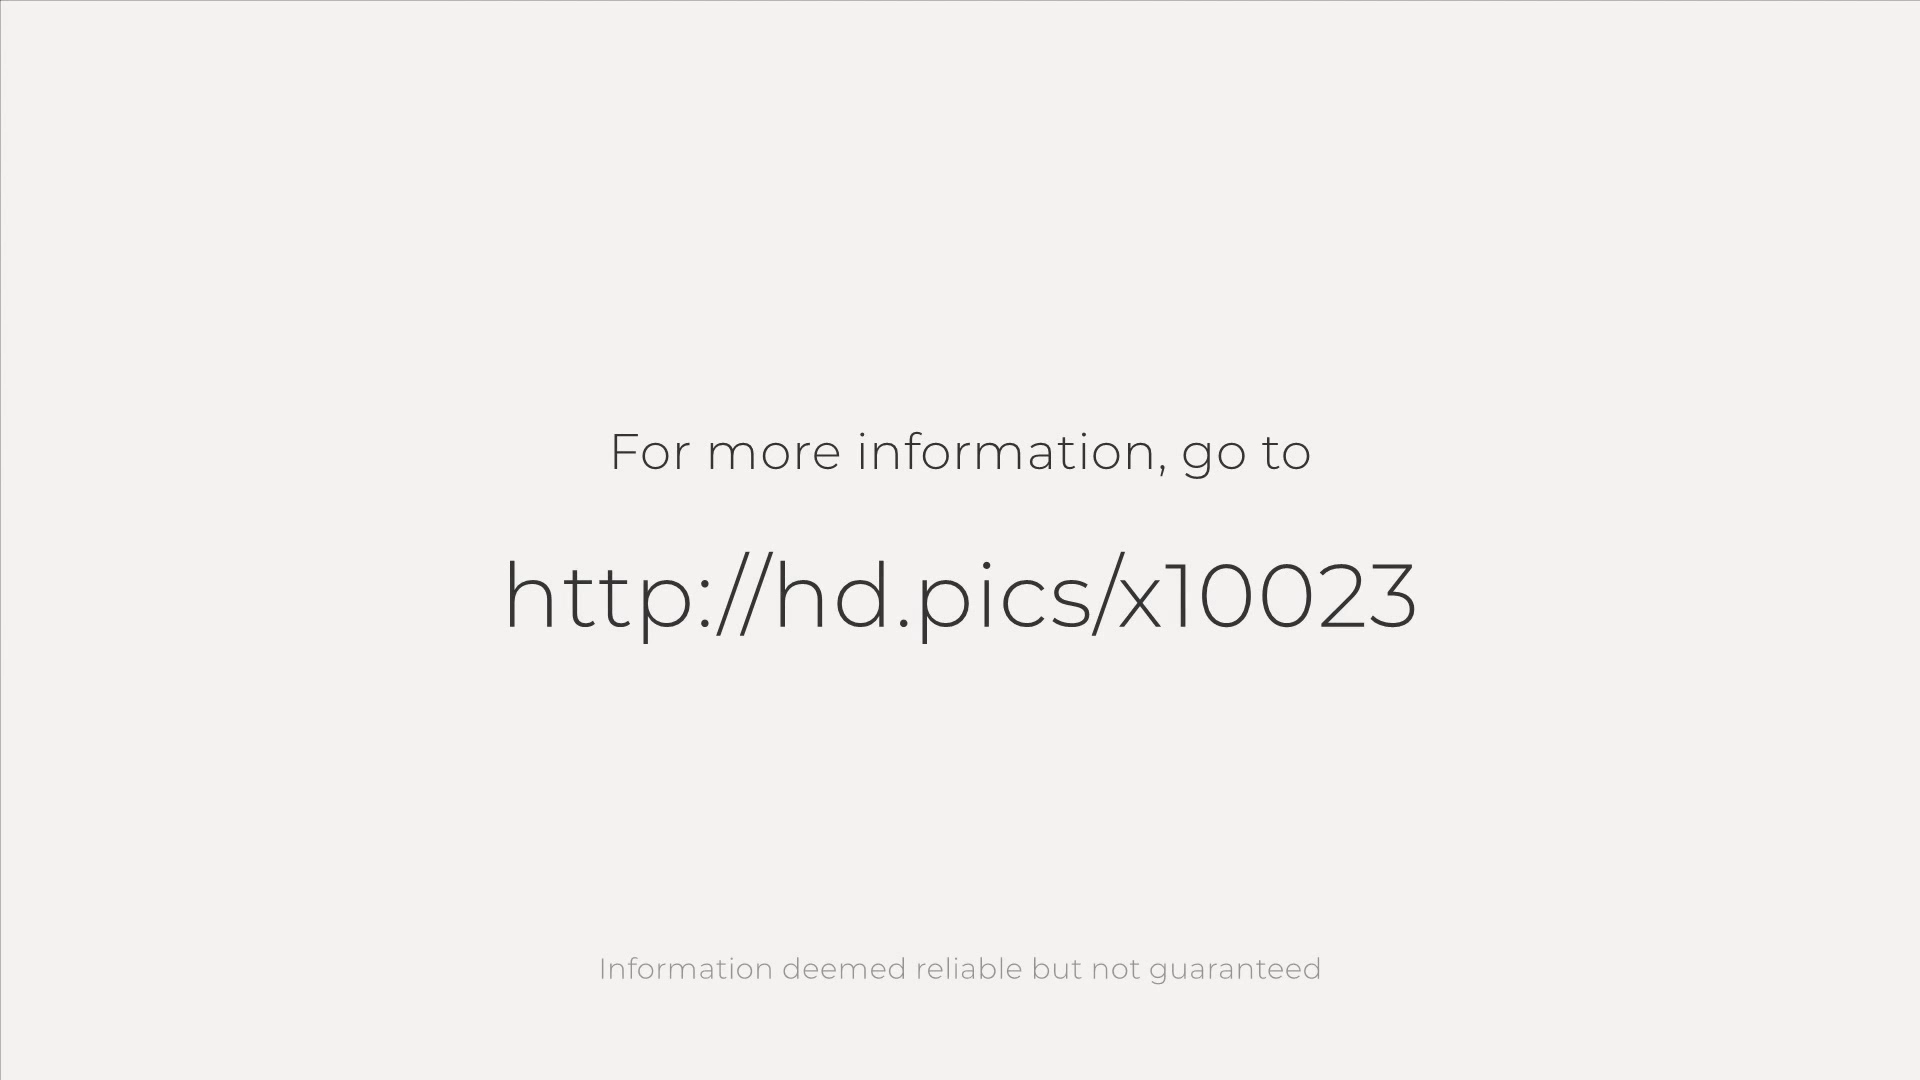 For more information, go to
http://hd.pics/x10023
Information deemed reliable but not guaranteed